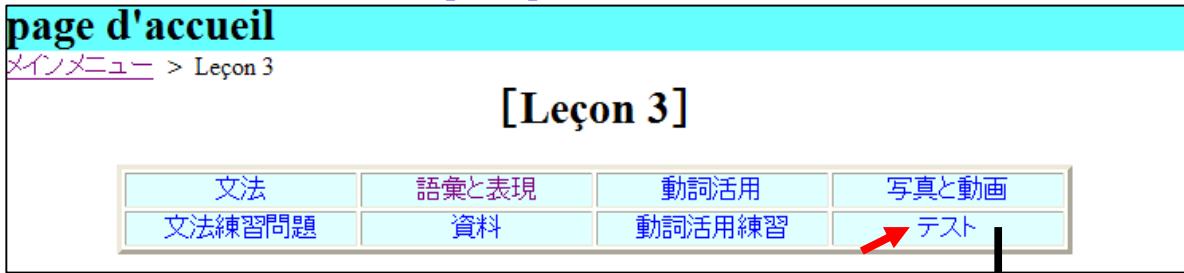 page d'accueil
メインメニュー > Leçon 3
[Leçon 3]
文法 語彙と表現 動詞活用 写真と動画
文法練習問題 資料 動詞活用練習 テスト